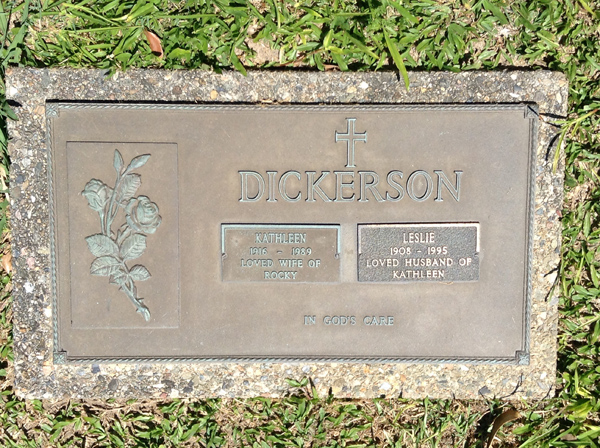 DICKERSON
KATHLEEN
1916 - 1989
LOVED WIFE OF
ROCKY
LESLIE
1908 - 1995
LOVED HUSBAND OF
KATHLEEN
IN GOD'S CARE